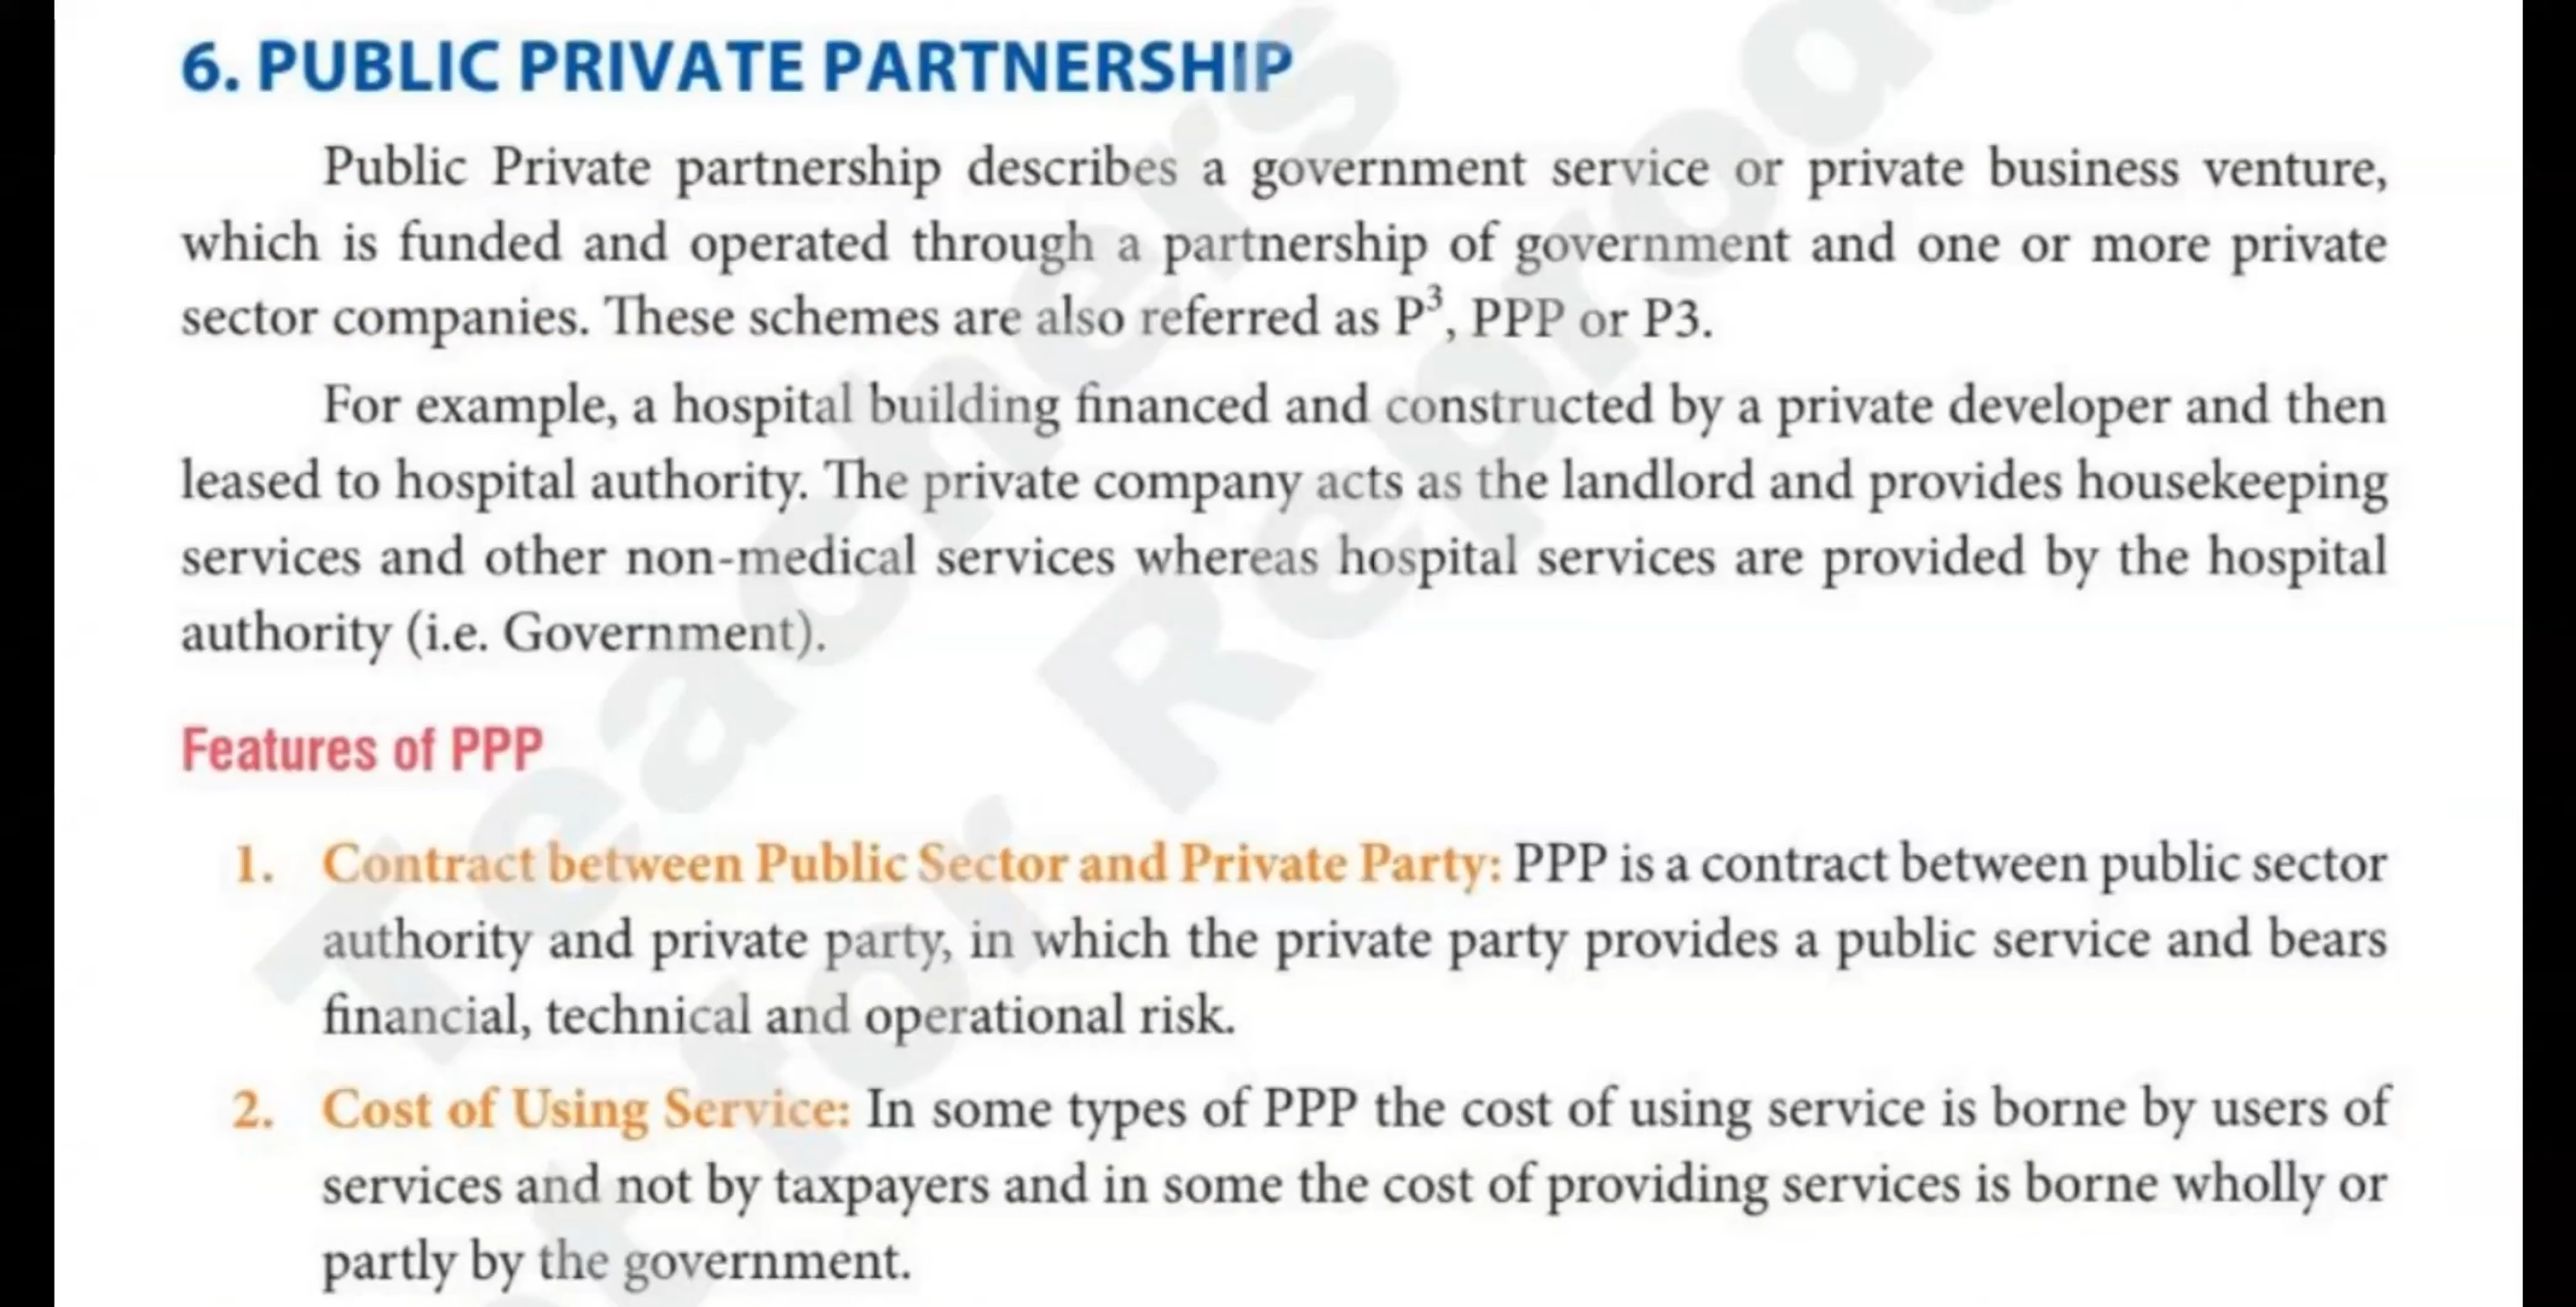 6. PUBLIC PRIVATE PARTNERSHIP
Public Private partnership describes a government service or private business venture,
which is funded and operated through a partnership of government and one or more private
sector companies. These schemes are also referred as P³, PPP or P3.
For example, a hospital building financed and constructed by a private developer and then
leased to hospital authority. The private company acts as the landlord and provides housekeeping
services and other non-medical services whereas hospital services are provided by the hospital
authority (i.e. Government).
Features of PPP
1. Contract between Public Sector and Private Party: PPP is a contract between public sector
authority and private party, in which the private party provides a public service and bears
financial, technical and operational risk.
2. Cost of Using Service: In some types of PPP the cost of using service is borne by users of
services and not by taxpayers and in some the cost of providing services is borne wholly or
partly by the government.
Teachers
for